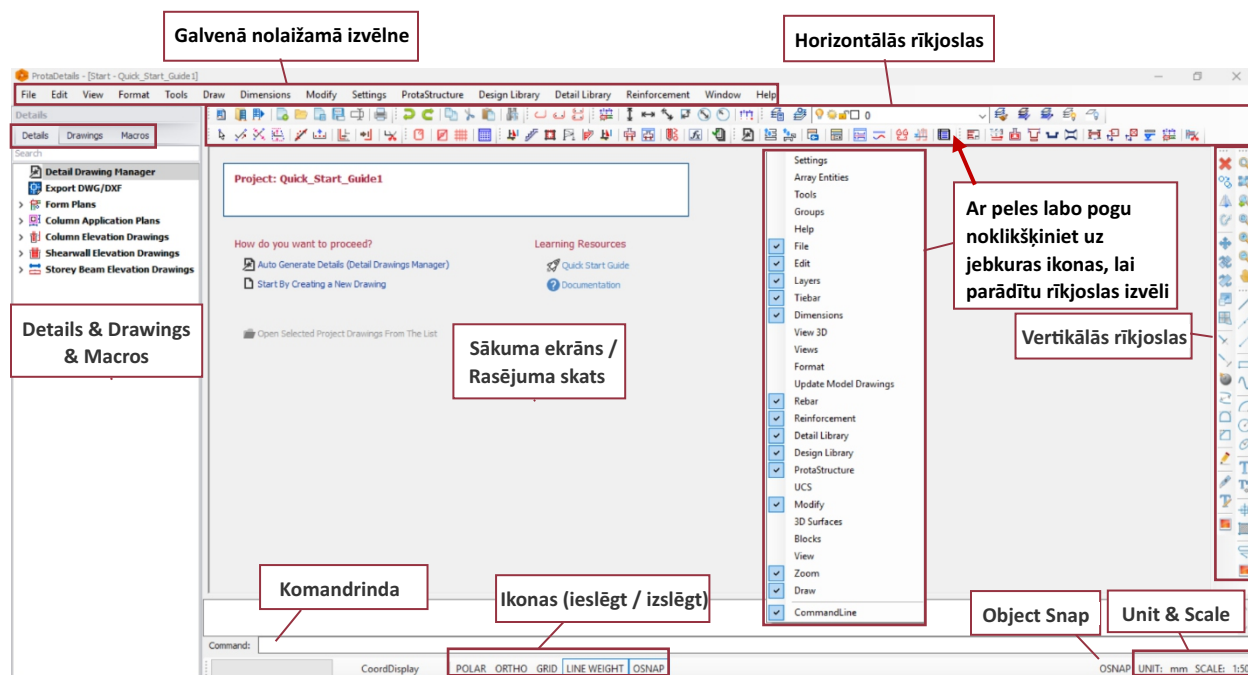 Galvenā nolaižamā izvēlne
Horizontālās rīkjoslas
ProtaDetails - [Start - Quick_Start_Guide1]
File Edit View Format Tools Draw Dimensions Modify Settings ProtaStructure Design Library Detail Library Reinforcement Window Help
Details
0
Details Drawings Macros
Search
Detail Drawing Manager
Export DWG/DXF
Form Plans
Column Application Plans
Column Elevation Drawings
Shearwall Elevation Drawings
Storey Beam Elevation Drawings
Details & Drawings
& Macros
Project: Quick_Start_Guide1
How do you want to proceed?
Auto Generate Details (Detail Drawings Manager)
Start By Creating a New Drawing
Open Selected Project Drawings From The List
Learning Resources
Quick Start Guide
Documentation
Sākuma ekrāns /
Rasējuma skats
Settings
Array Entities
Tools
Groups
Help
File
Edit
Layers
Tiebar
Dimensions
View 3D
Views
Format
Update Model Drawings
Rebar
Reinforcement
Detail Library
Design Library
ProtaStructure
UCS
Modify
3D Surfaces
Blocks
View
Zoom
Draw
CommandLine
Ar peles labo pogu
noklikšķiniet uz
jebkuras ikonas, lai
parādītu rīkjoslas izvēli
Vertikālās rīkjoslas
Komandrinda
Ikonas (ieslēgt / izslēgt)
Object Snap
Unit & Scale
Command:
CoordDisplay POLAR ORTHO GRID LINE WEIGHT OSNAP
OSNAP UNIT: mm SCALE: 1:50